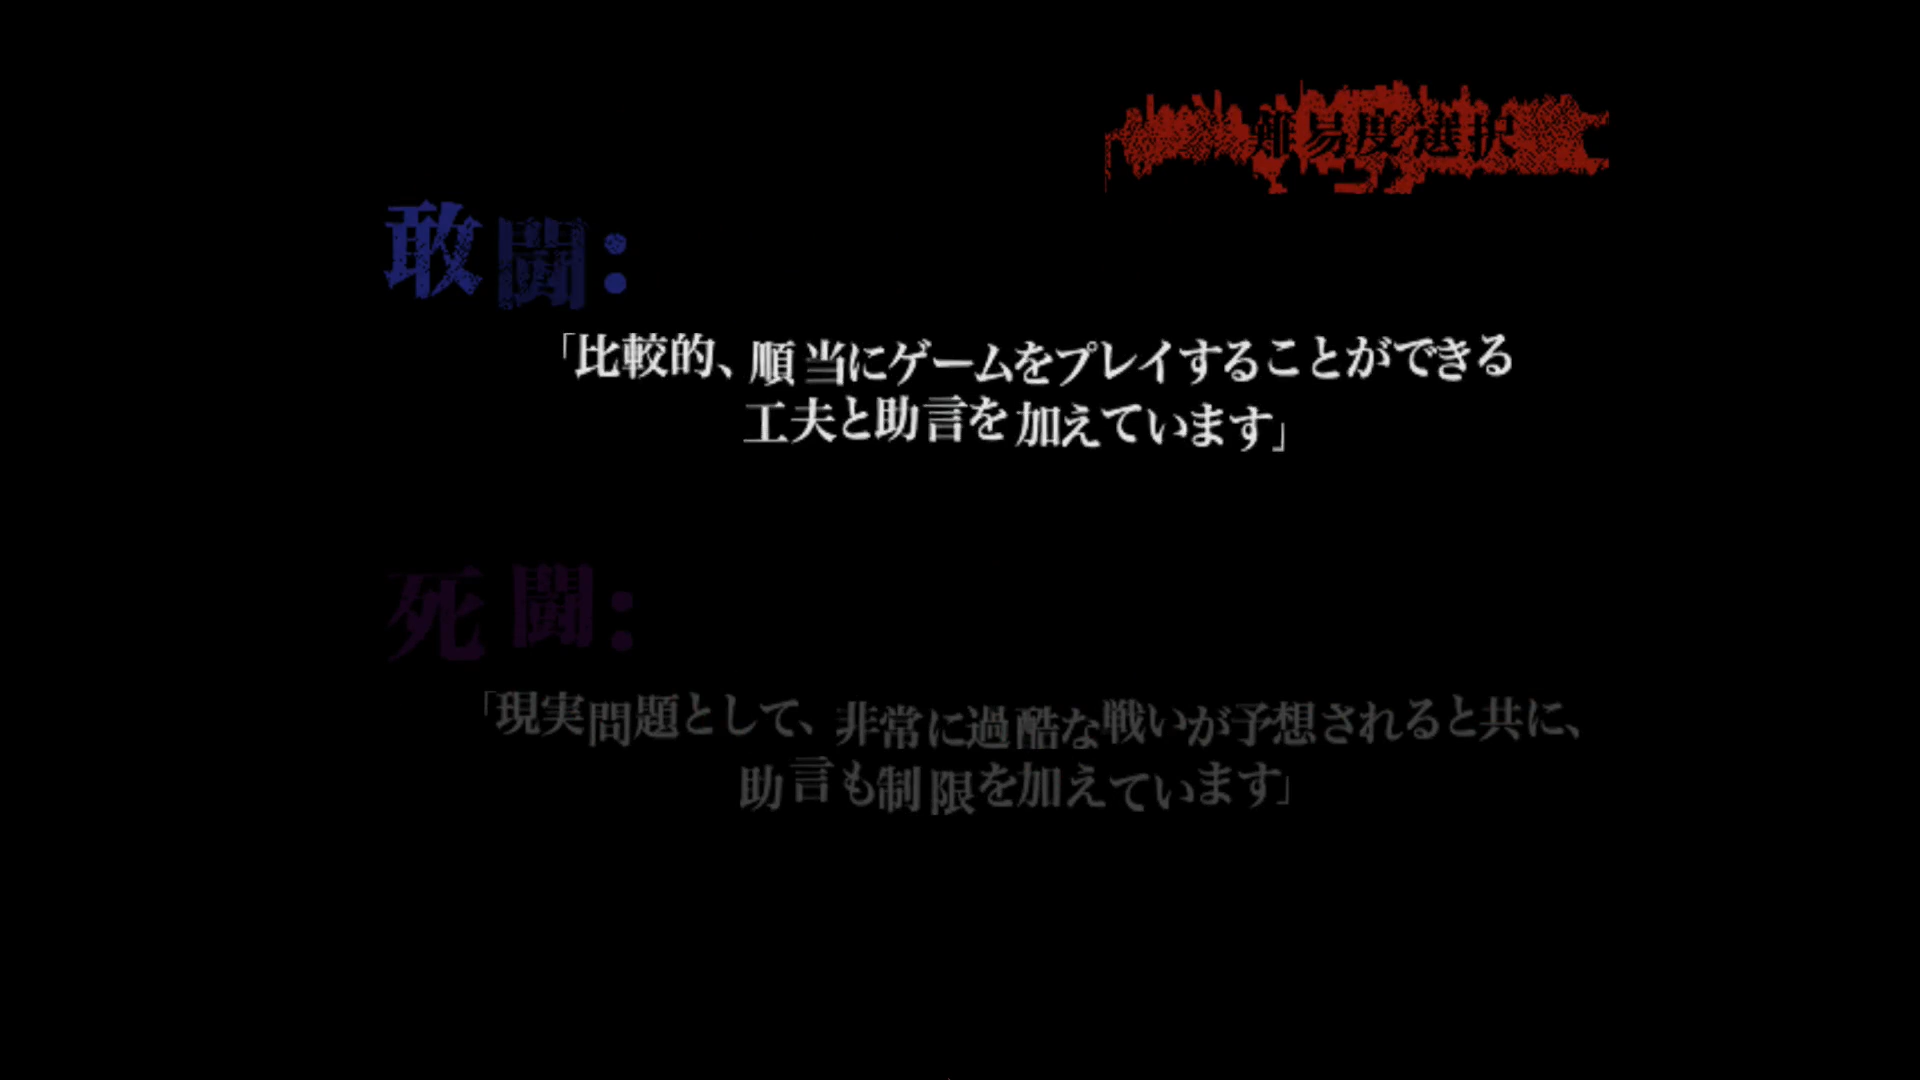 難易度選択
敢闘:
「比較的、順当にゲームをプレイすることができる
工夫と助言を加えています」
死闘:
「現実問題として、非常に過酷な戦いが予想されると共に、
助言も制限を加えています」